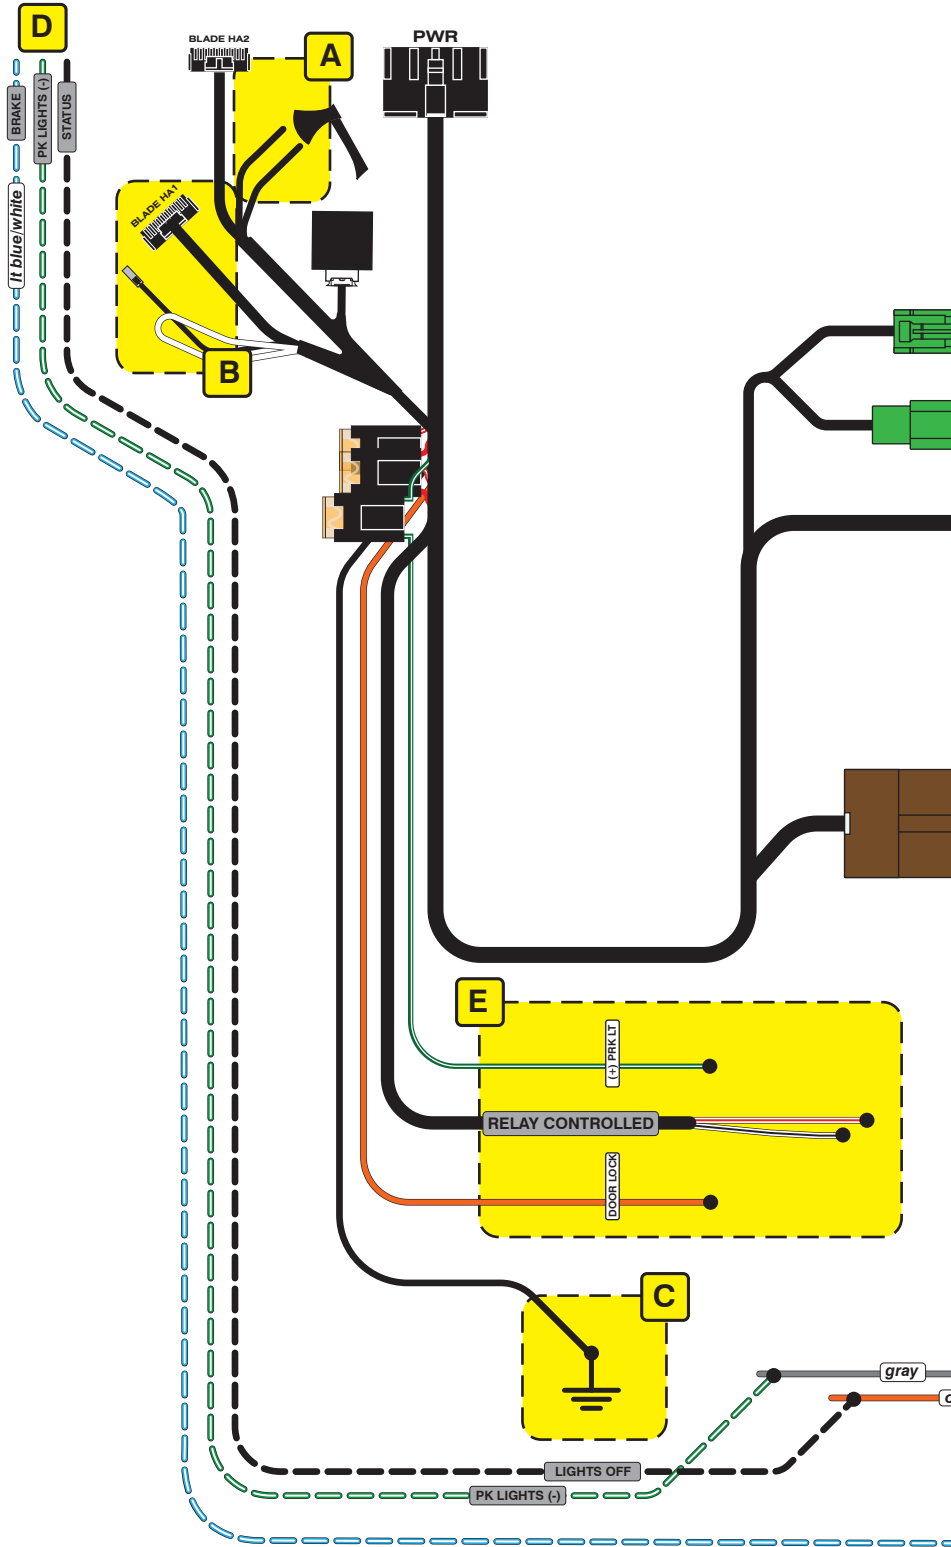 D
BLADE HA2
A
PWR
BRAKE
PK LIGHTS (-)
STATUS
lt blue/white
BLADE HA1
B
E
(+) PRK LT
RELAY CONTROLLED
DOOR LOCK
C
gray
LIGHTS OFF
PK LIGHTS (-)